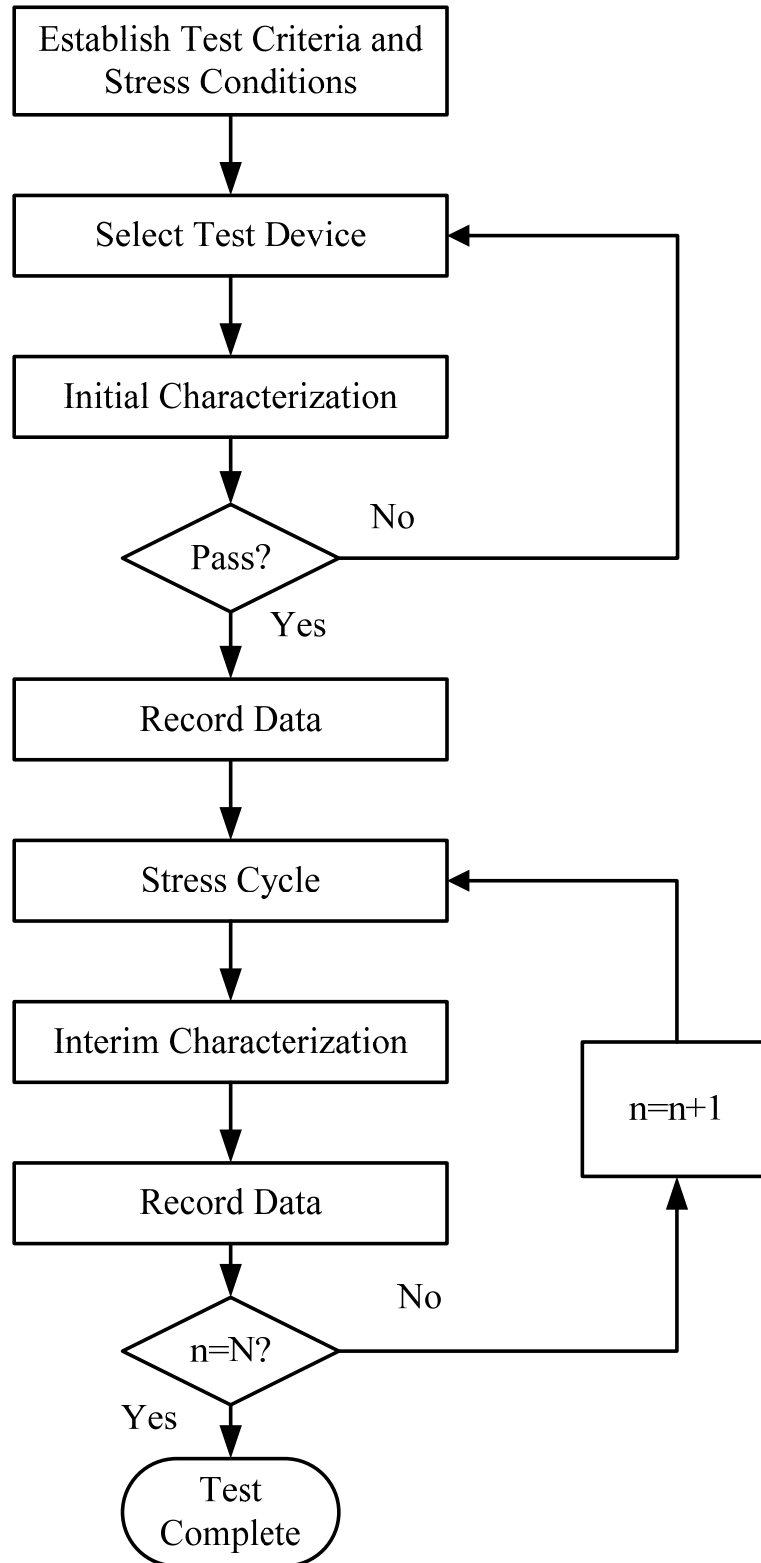 Establish Test Criteria and
Stress Conditions
Select Test Device
Initial Characterization
No
Pass?
Yes
Record Data
Stress Cycle
Interim Characterization
n=n+1
Record Data
No
n=N?
Yes
Test
Complete